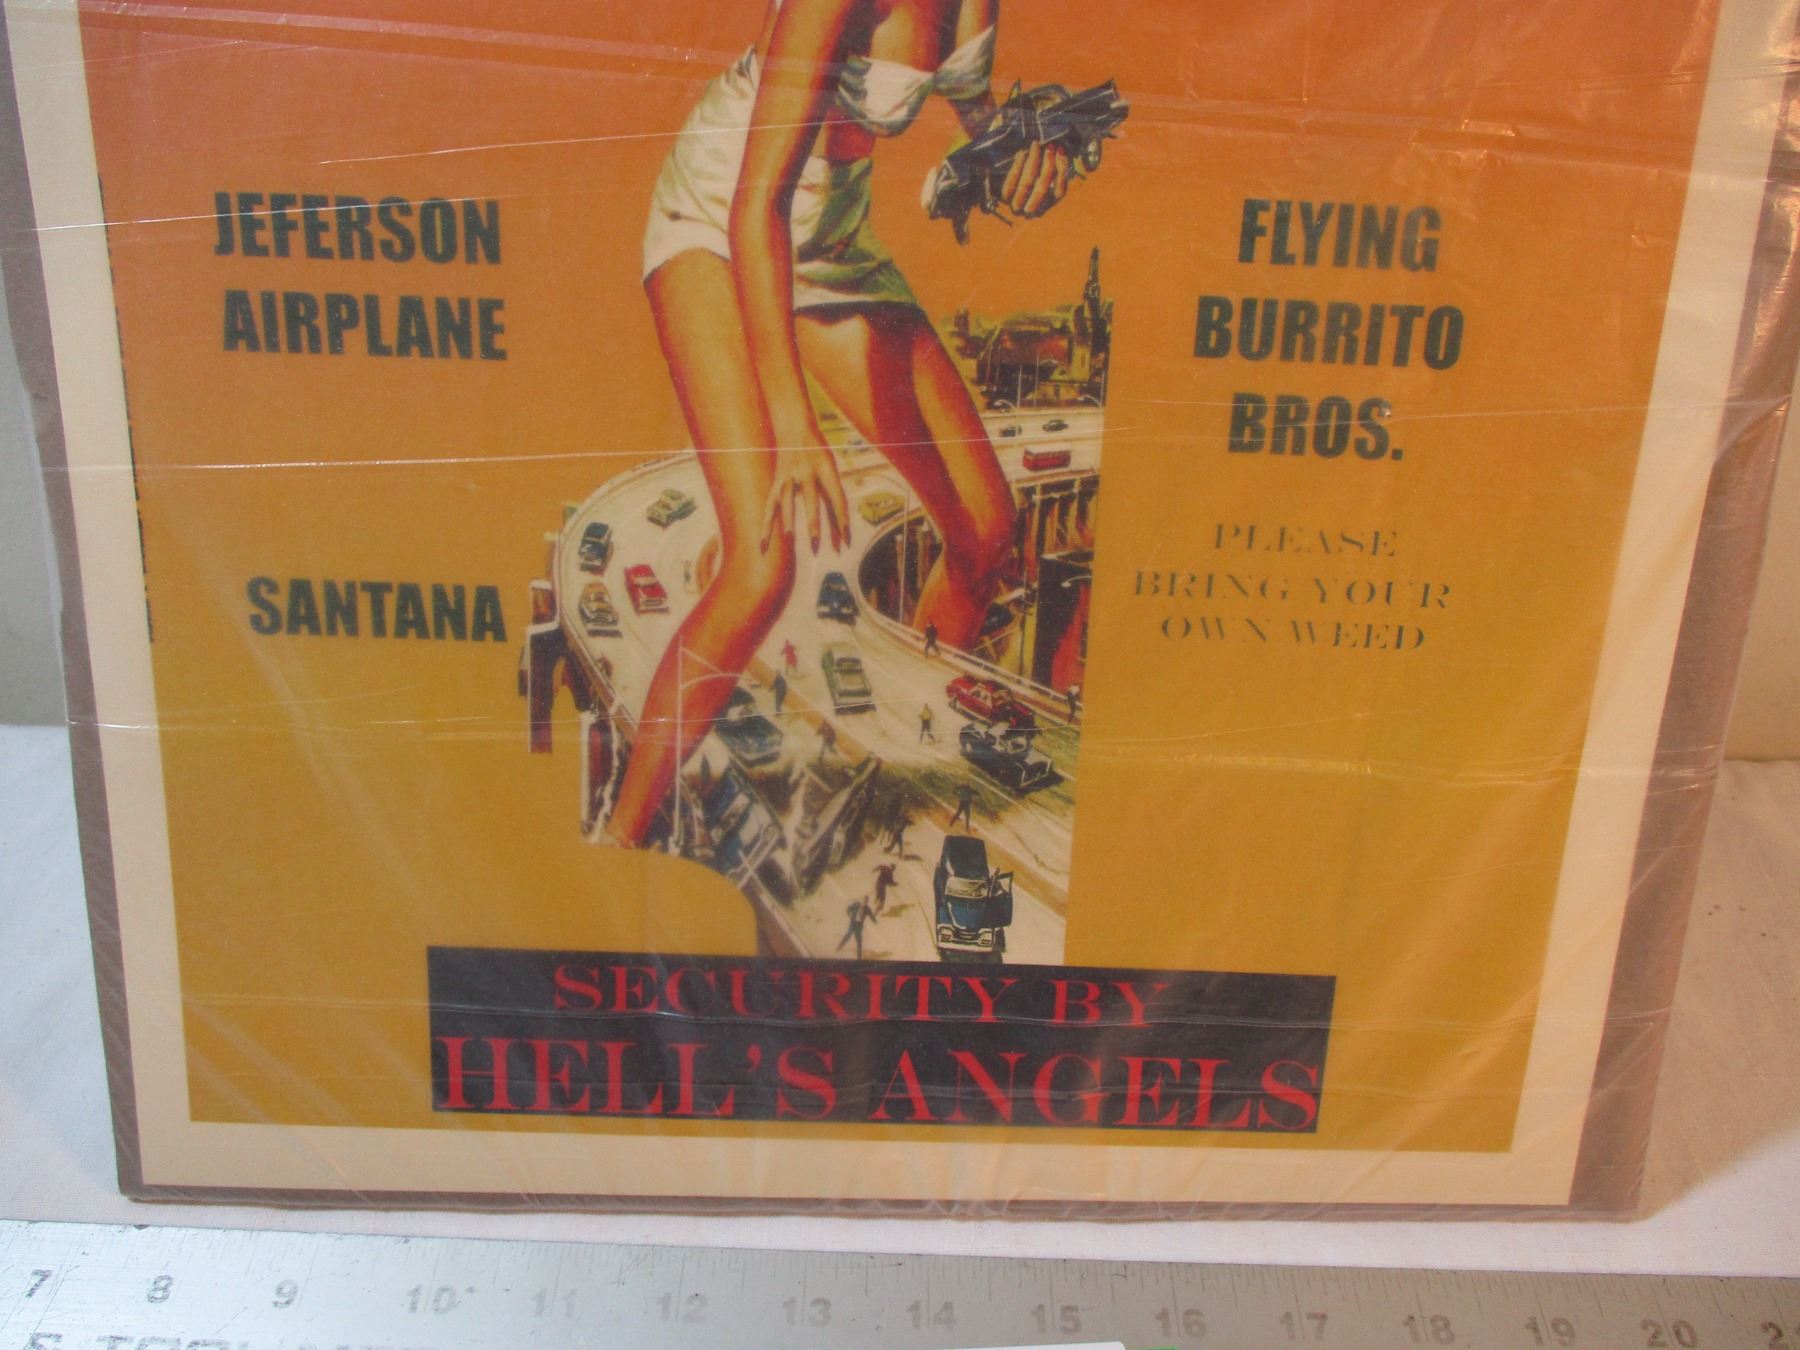 JEFERSON
AIRPLANE
SANTANA
FLYING
BURRITO
BROS.
PLEASE
BRING YOUR
OWN WEED
SECURITY BY
HELL'S ANGELS
7 8 9 10 11 12 13 14 15 16 17 18 19 20